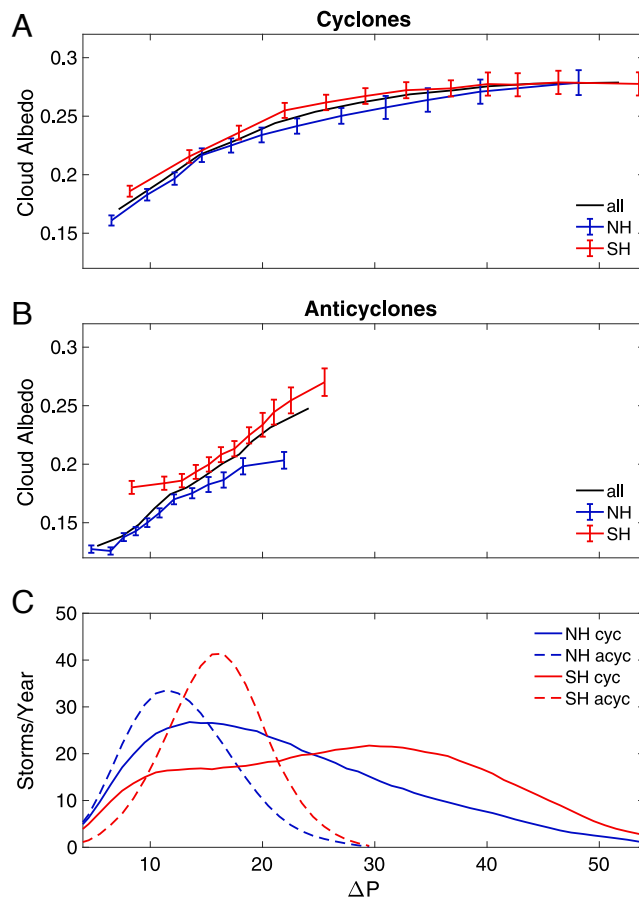 A
Cyclones
0.3
0.25
0.2
0.15
Cloud Albedo
all
NH
SH
B
Anticyclones
0.3
0.25
0.2
0.15
Cloud Albedo
all
NH
SH
C
50
40
30
20
10
0
Storms/Year
NH cyc
NH acyc
SH cyc
SH acyc
10 20 30 40 50
ΔP